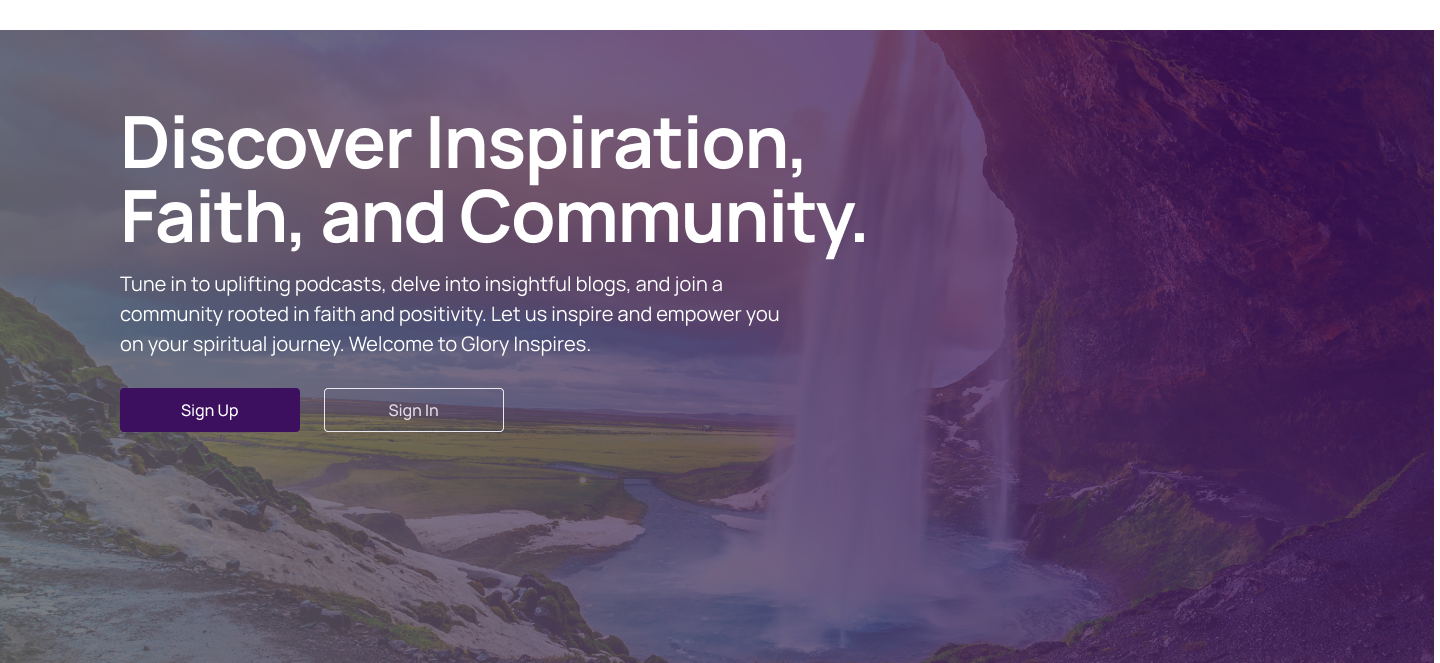 Discover Inspiration,
Faith, and Community.
Tune in to uplifting podcasts, delve into insightful blogs, and join a
community rooted in faith and positivity. Let us inspire and empower you
on your spiritual journey. Welcome to Glory Inspires.
Sign Up
Sign In